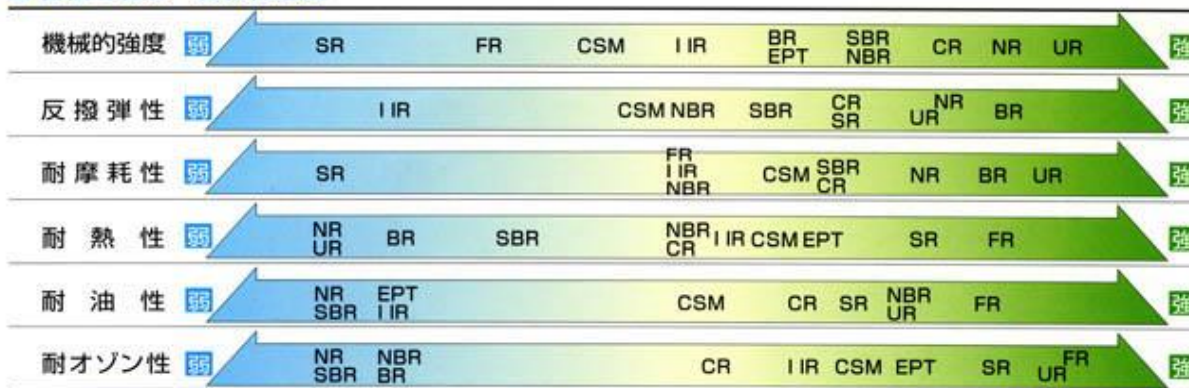 機械的強度 弱 SR FR CSM IIR BR EPT SBR NBR CR NR UR 強
反撥弾性 弱 IIR CSM NBR SBR CR SR UR NR BR 強
耐摩耗性 弱 SR FR IIR NBR CSM SBR CR NR BR UR 強
耐熱性 弱 NR UR BR SBR NBR CR IIR CSM EPT SR FR 強
耐油性 弱 NR SBR EPT IIR CSM CR SR NBR UR FR 強
耐オゾン性 弱 NR SBR NBR BR CR IIR CSM EPT SR UR FR 強